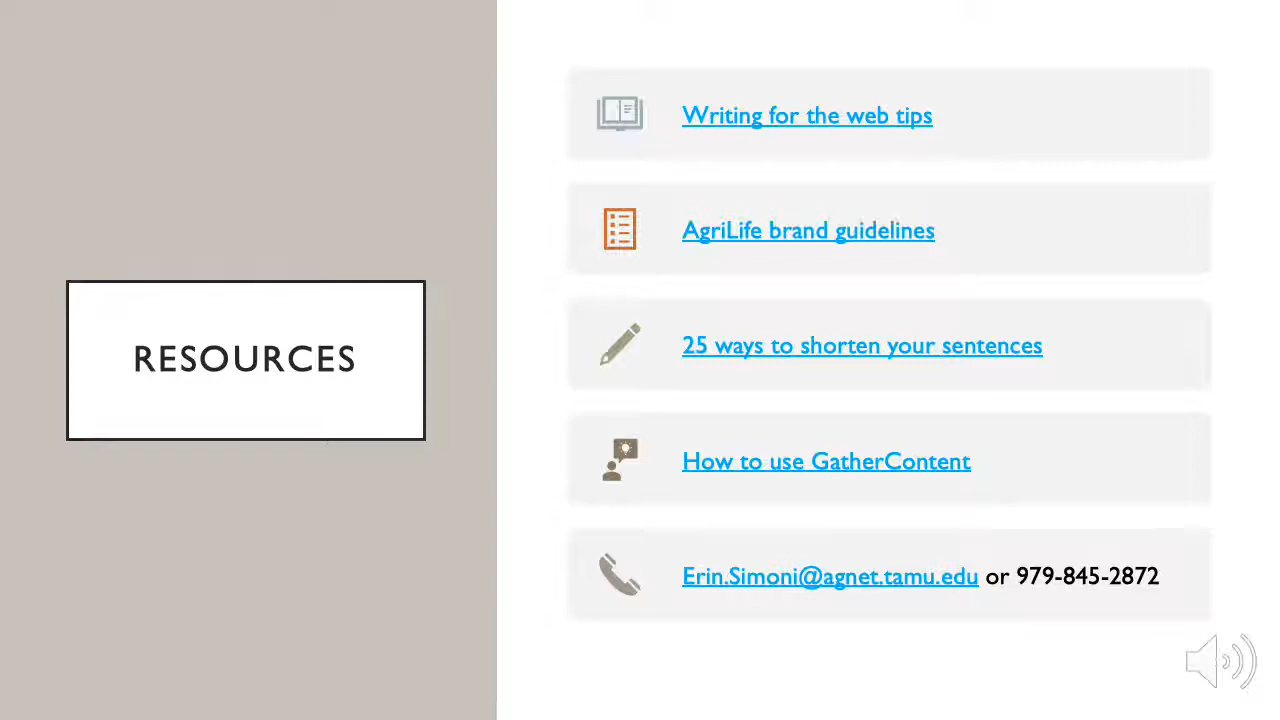 RESOURCES
Writing for the web tips
AgriLife brand guidelines
25 ways to shorten your sentences
How to use GatherContent
Erin.Simoni@agnet.tamu.edu or 979-845-2872